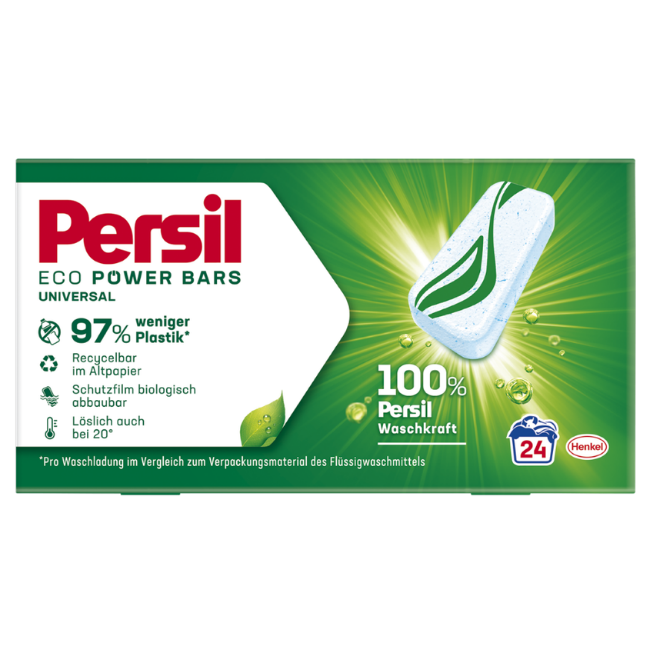 Persil
ECO POWER BARS
UNIVERSAL
97% weniger
Plastik*
Recycelbar
im Altpapier
Schutzfilm biologisch
abbaubar
Löslich auch
bei 20°
100%
Persil
Waschkraft
24
Henkel
*Pro Waschladung im Vergleich zum Verpackungsmaterial des Flüssigwaschmittels